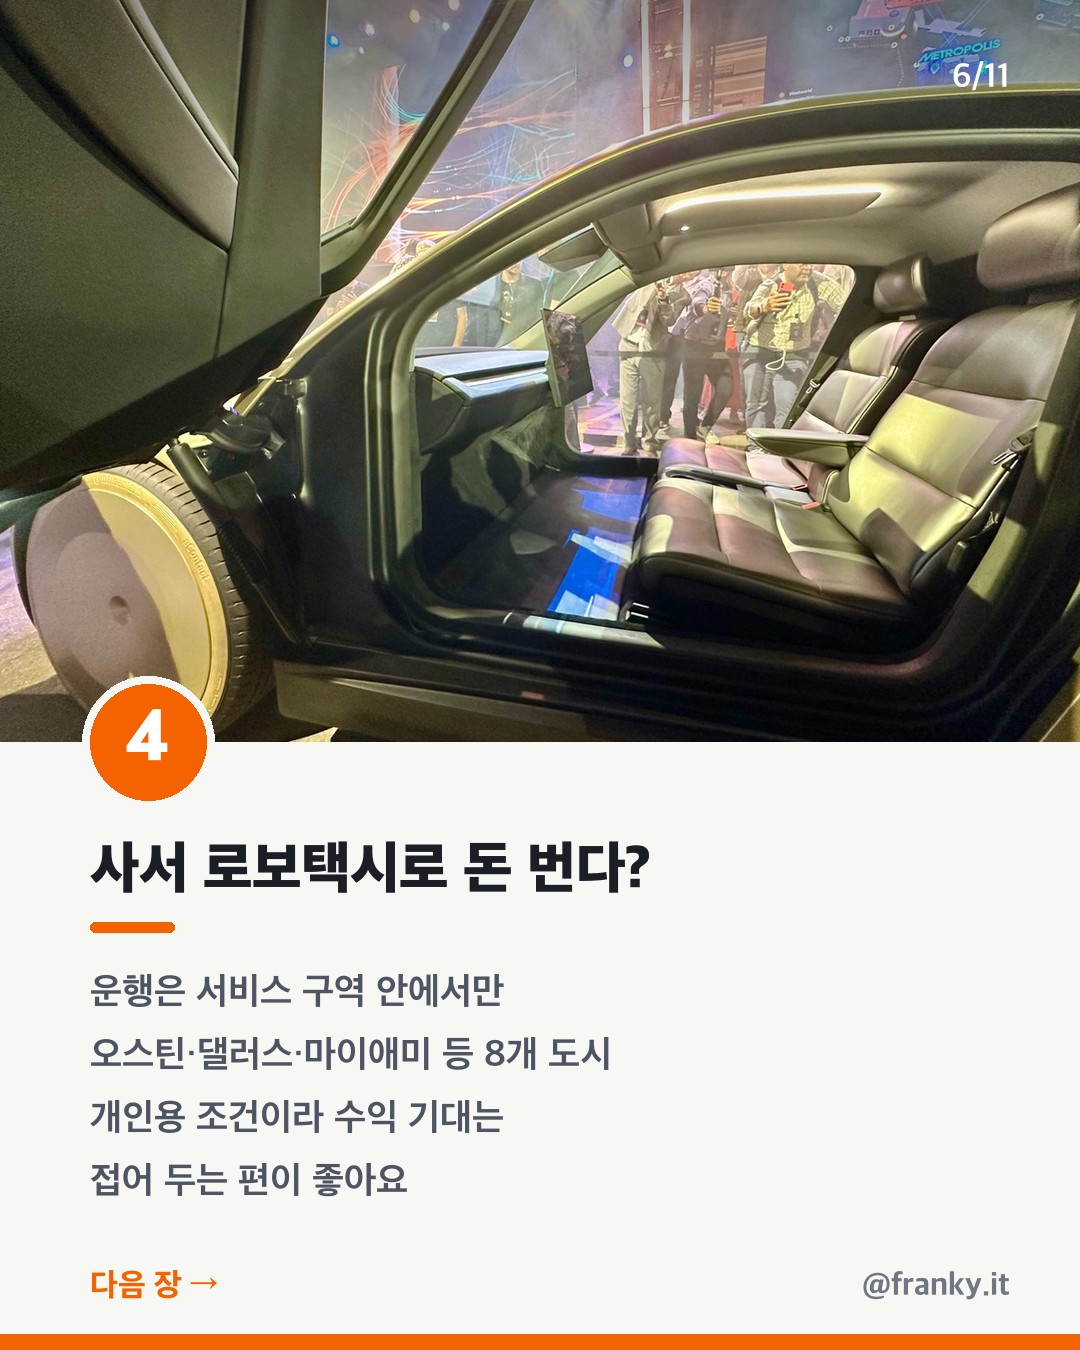 METROPOLIS
6/11
4
사서 로보택시로 돈 번다?
운행은 서비스 구역 안에서만
오스틴·댈러스·마이애미 등 8개 도시
개인용 조건이라 수익 기대는
접어 두는 편이 좋아요
다음 장 →
@franky.it